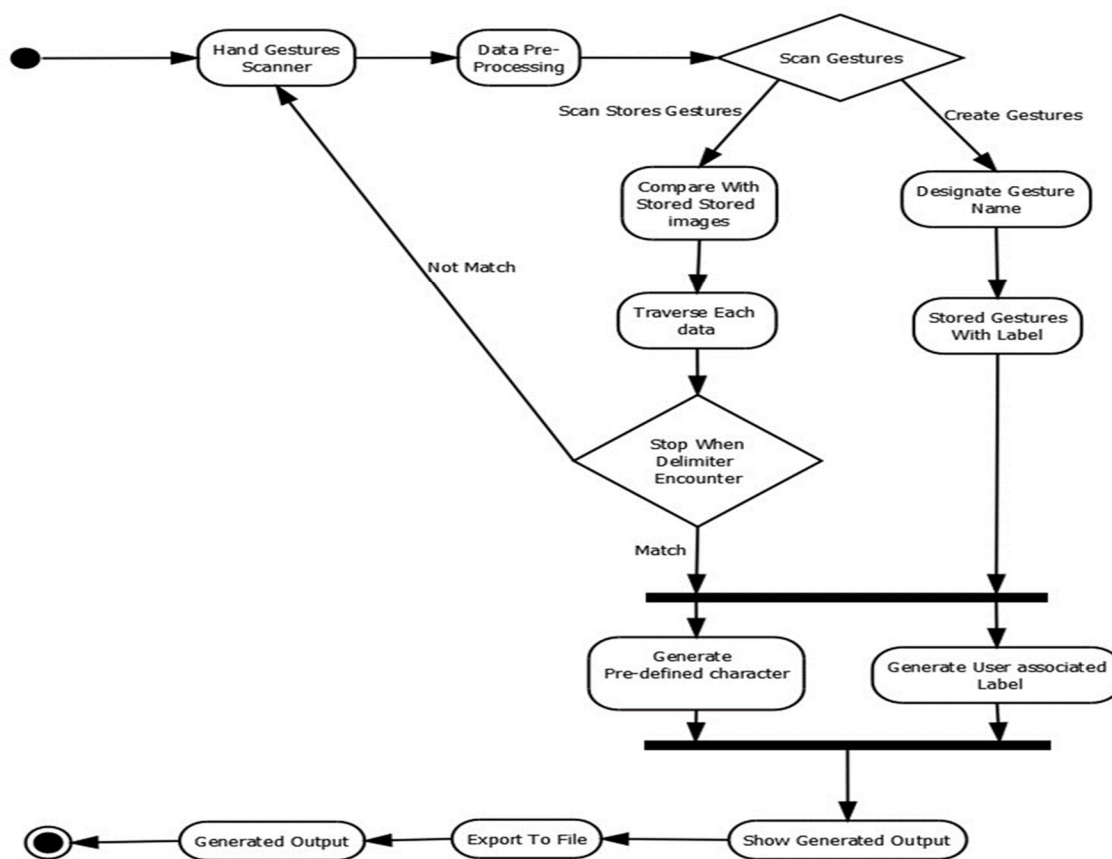 Hand Gestures
Scanner
Data Pre-
Processing
Scan Gestures
Scan Stores Gestures
Create Gestures
Compare With
Stored Stored
images
Designate Gesture
Name
Not Match
Traverse Each
data
Stored Gestures
With Label
Stop When
Delimiter
Encounter
Match
Generate
Pre-defined character
Generate User associated
Label
Generated Output
Export To File
Show Generated Output